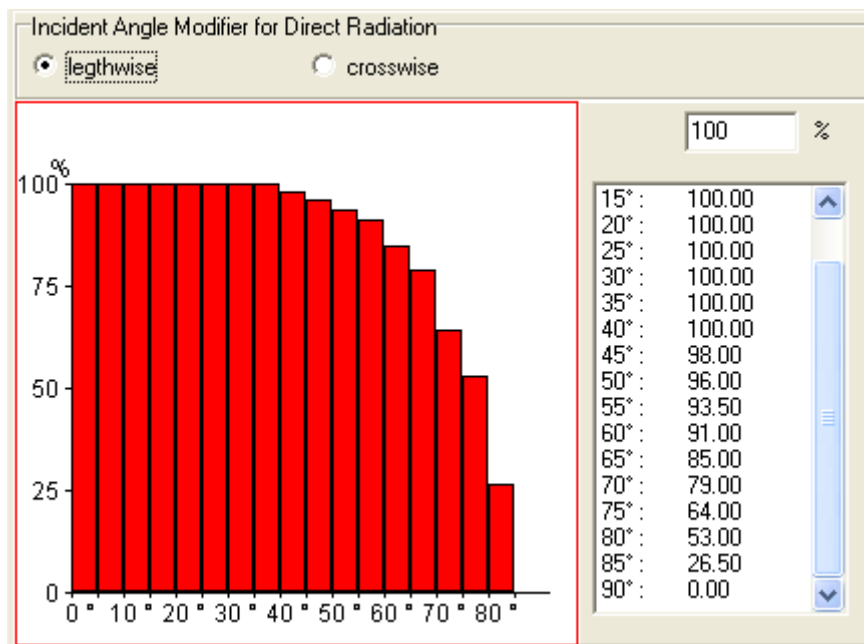 Incident Angle Modifier for Direct Radiation
legthwise crosswise
100 %
%
100
75
50
25
0
0 ° 10 ° 20 ° 30 ° 40 ° 50 ° 60 ° 70 ° 80 °
15° : 100.00
20° : 100.00
25° : 100.00
30° : 100.00
35° : 100.00
40° : 100.00
45° : 98.00
50° : 96.00
55° : 93.50
60° : 91.00
65° : 85.00
70° : 79.00
75° : 64.00
80° : 53.00
85° : 26.50
90° : 0.00